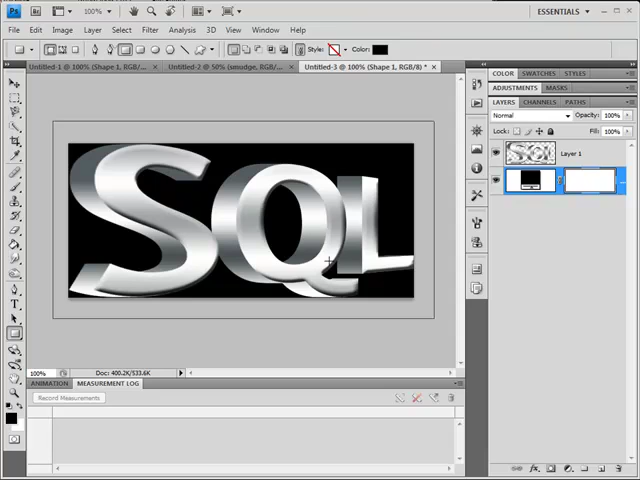 Ps Br 100% ESSENTIALS
File Edit Image Layer Select Filter Analysis 3D View Window Help
Style: Color:
Untitled-1 @ 100% (Shape 1, RGB/... × Untitled-2 @ 50% (smudge, RGB/... × Untitled-3 @ 100% (Shape 1, RGB/8) * ×
COLOR SWATCHES STYLES
ADJUSTMENTS MASKS
LAYERS CHANNELS PATHS
Normal Opacity: 100%
Lock: Fill: 100%
Layer 1
SQL
100% Doc: 400.2K/533.6K
ANIMATION MEASUREMENT LOG
Record Measurements